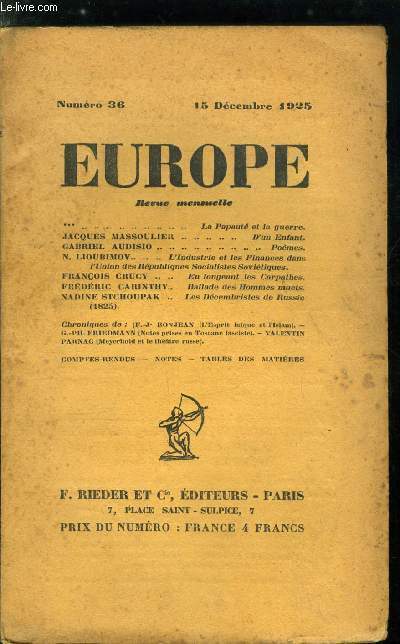 LE-LIVRE.COM
Numéro 36 15 Décembre 1925
EUROPE
Revue mensuelle
*** .. .. .. .. .. .. .. .. .. La Papauté et la guerre.
JACQUES MASSOULIER .. .. .. .. .. D'un Enfant.
GABRIEL AUDISIO .. .. .. .. .. .. .. .. Poèmes.
N. LIOUBIMOV.. .. .. L'Industrie et les Finances dans
l'Union des Républiques Socialistes Soviétiques.
FRANÇOIS CRUCY .. .. En longeant les Carpathes.
FRÉDÉRIC CARINTHY.. Ballade des Hommes muets.
NADINE STCHOUPAK .. Les Décembristes de Russie
(1825)
Chroniques de : F.-J. BONJEAN (L'Esprit laïque et l'Islam). —
G.-PH. FRIEDMANN (Notes prises en Toscane fasciste). — VALENTIN
PARNAC (Meyerhold et le théâtre russe).
COMPTES-RENDUS — NOTES — TABLES DES MATIÈRES
F. RIEDER ET Cie, ÉDITEURS - PARIS
7, PLACE SAINT-SULPICE, 7
PRIX DU NUMÉRO : FRANCE 4 FRANCS